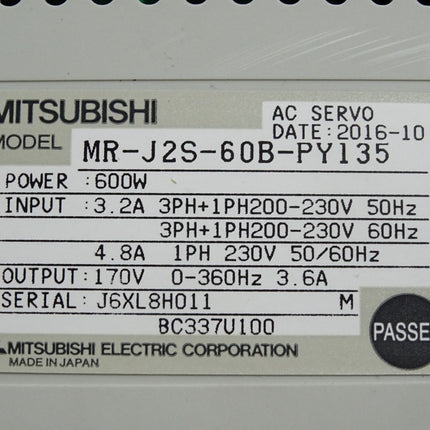 MITSUBISHI
AC SERVO
DATE:2016-10
MODEL MR-J2S-60B-PY135
POWER :600W
INPUT :3.2A 3PH+1PH200-230V 50Hz
3PH+1PH200-230V 60Hz
4.8A 1PH 230V 50/60Hz
OUTPUT:170V 0-360Hz 3.6A
SERIAL: J6XL8H011 M
BC337U100
PASSE
MITSUBISHI ELECTRIC CORPORATION
MADE IN JAPAN